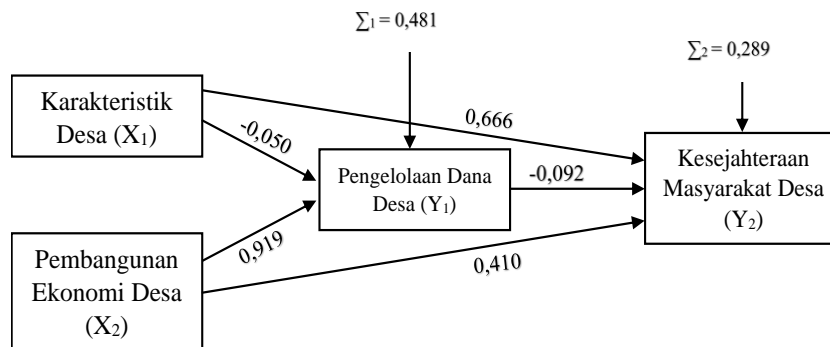 ∑₁ = 0,481
∑₂ = 0,289
Karakteristik
Desa (X₁)
0,666
-0,050
Pengelolaan Dana
Desa (Y₁)
-0,092
Kesejahteraan
Masyarakat Desa
(Y₂)
0,919
0,410
Pembangunan
Ekonomi Desa
(X₂)